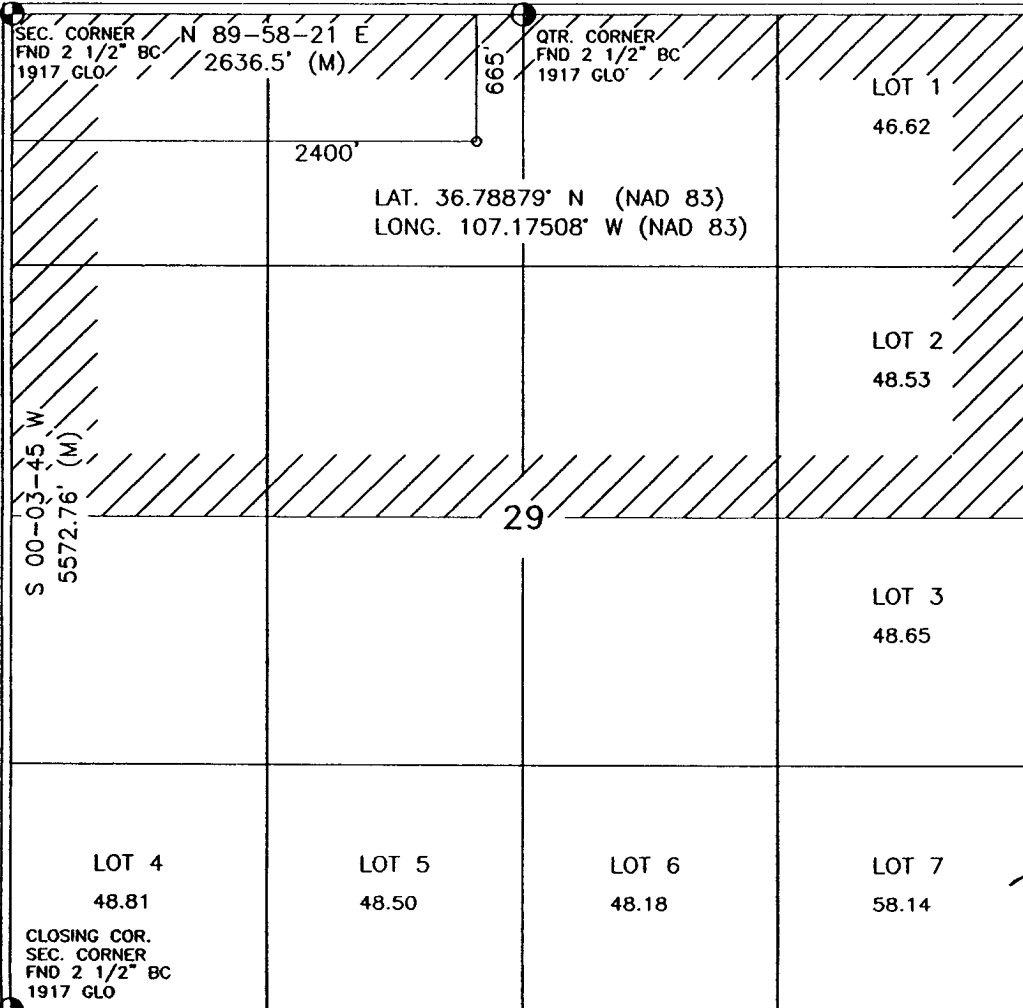 SEC. CORNER
FND 2 1/2" BC
1917 GLO
N 89-58-21 E
2636.5' (M)
665'
QTR. CORNER
FND 2 1/2" BC
1917 GLO
LOT 1
46.62
2400'
LAT. 36.78879° N (NAD 83)
LONG. 107.17508° W (NAD 83)
LOT 2
48.53
S 00-03-45 W
5572.76' (M)
29
LOT 3
48.65
LOT 4
48.81
LOT 5
48.50
LOT 6
48.18
LOT 7
58.14
CLOSING COR.
SEC. CORNER
FND 2 1/2" BC
1917 GLO